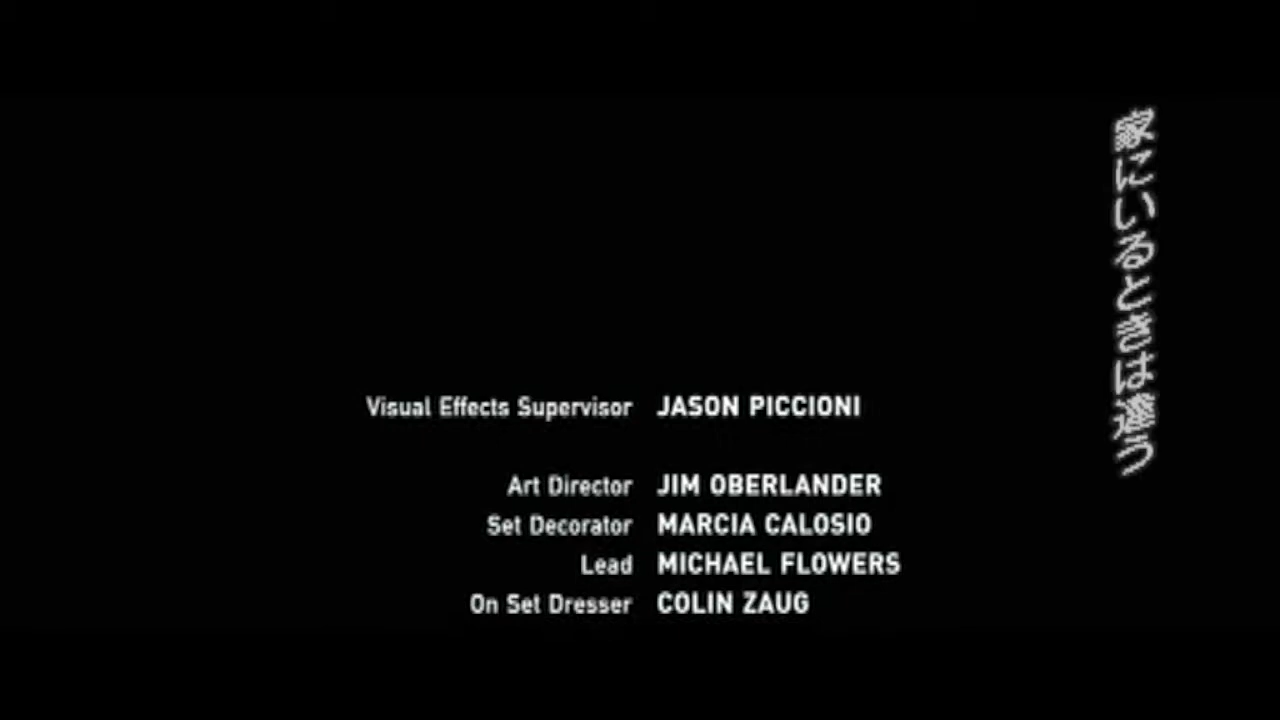 家にいるときは違う
Visual Effects Supervisor JASON PICCIONI
Art Director JIM OBERLANDER
Set Decorator MARCIA CALOSIO
Lead MICHAEL FLOWERS
On Set Dresser COLIN ZAUG